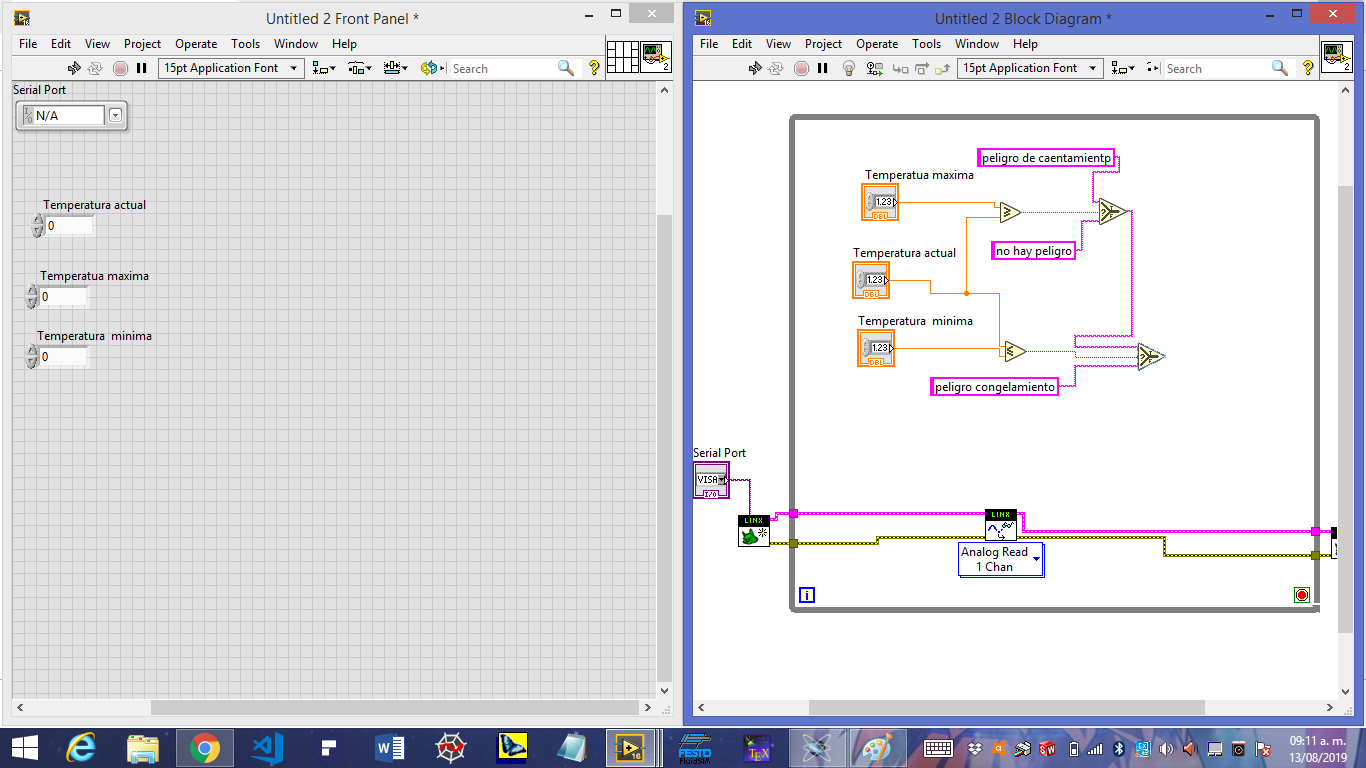 Untitled 2 Front Panel *
File Edit View Project Operate Tools Window Help
15pt Application Font
Search
2
Serial Port
N/A
Temperatura actual
0
Temperatua maxima
0
Temperatura minima
0
Untitled 2 Block Diagram *
File Edit View Project Operate Tools Window Help
15pt Application Font
Search
2
peligro de caentamientp
Temperatua maxima
1.23
DBL
no hay peligro
Temperatura actual
1.23
DBL
Temperatura minima
1.23
DBL
peligro congelamiento
Serial Port
VISA
I/O
LINX
LINX
Analog Read
1 Chan
i
FESTO
FluidSIM
TEX
16
09:11 a. m.
13/08/2019